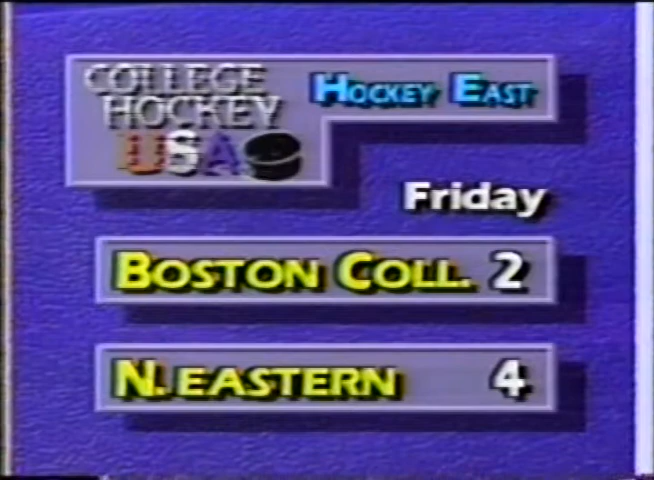 COLLEGE
HOCKEY
USA
HOCKEY EAST
Friday
BOSTON COLL. 2
N. EASTERN 4